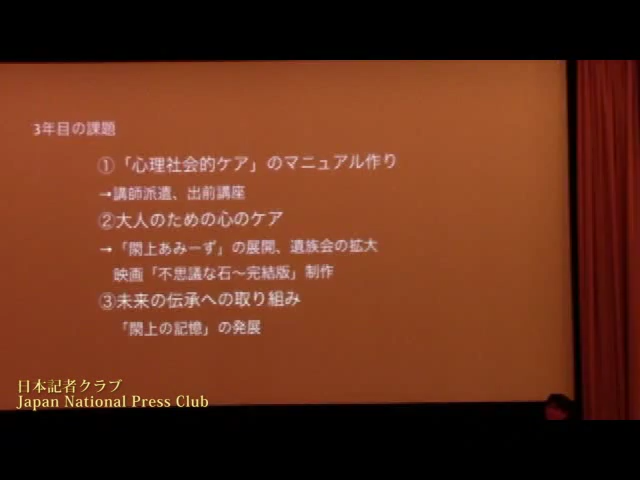 3年目の課題
①「心理社会的ケア」のマニュアル作り
→講師派遣、出前講座
②大人のための心のケア
→「閖上あみーず」の展開、遺族会の拡大
映画「不思議な石～完結版」制作
③未来の伝承への取り組み
「閖上の記憶」の発展
日本記者クラブ
Japan National Press Club